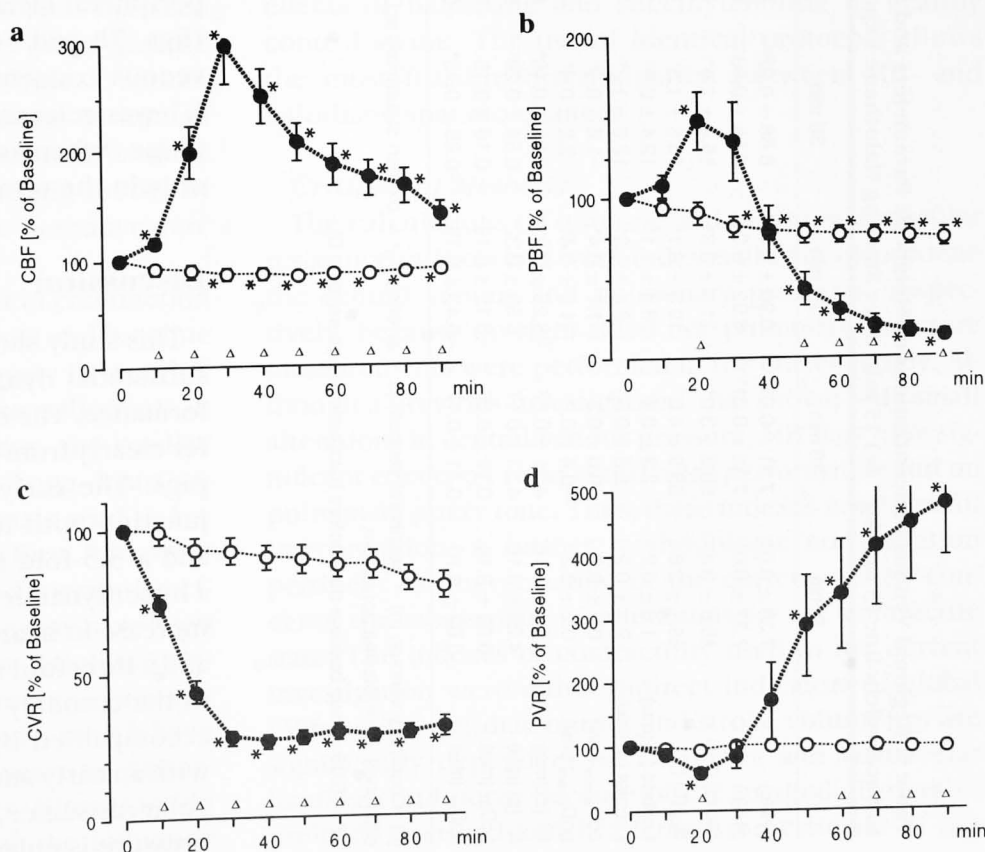 a
CBF [% of Baseline]
300
200
100
0
0 20 40 60 80 min
* * * * * * * * *
* * * * * * *
△ △ △ △ △ △ △ △ △
b
PBF [% of Baseline]
200
100
0
0 20 40 60 80 min
* * * * * *
* * * * * *
△ △ △ △ △ △
c
CVR [% of Baseline]
100
50
0
0 20 40 60 80 min
* * * * * * * * *
△ △ △ △ △ △ △ △ △
d
PVR [% of Baseline]
500
400
300
200
100
0
0 20 40 60 80 min
* * * * * *